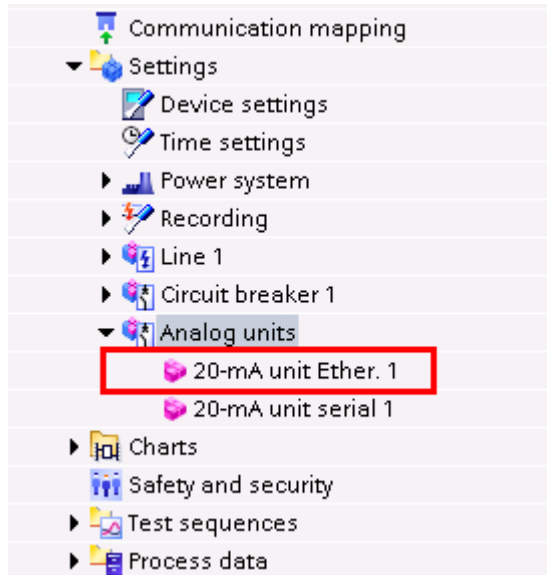 Communication mapping
Settings
Device settings
Time settings
Power system
Recording
Line 1
Circuit breaker 1
Analog units
20-mA unit Ether. 1
20-mA unit serial 1
Charts
Safety and security
Test sequences
Process data